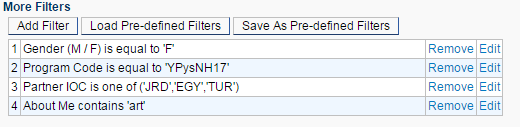 More Filters
Add Filter Load Pre-defined Filters Save As Pre-defined Filters
1 Gender (M / F) is equal to 'F' Remove Edit
2 Program Code is equal to 'YPysNH17' Remove Edit
3 Partner IOC is one of ('JRD','EGY','TUR') Remove Edit
4 About Me contains 'art' Remove Edit